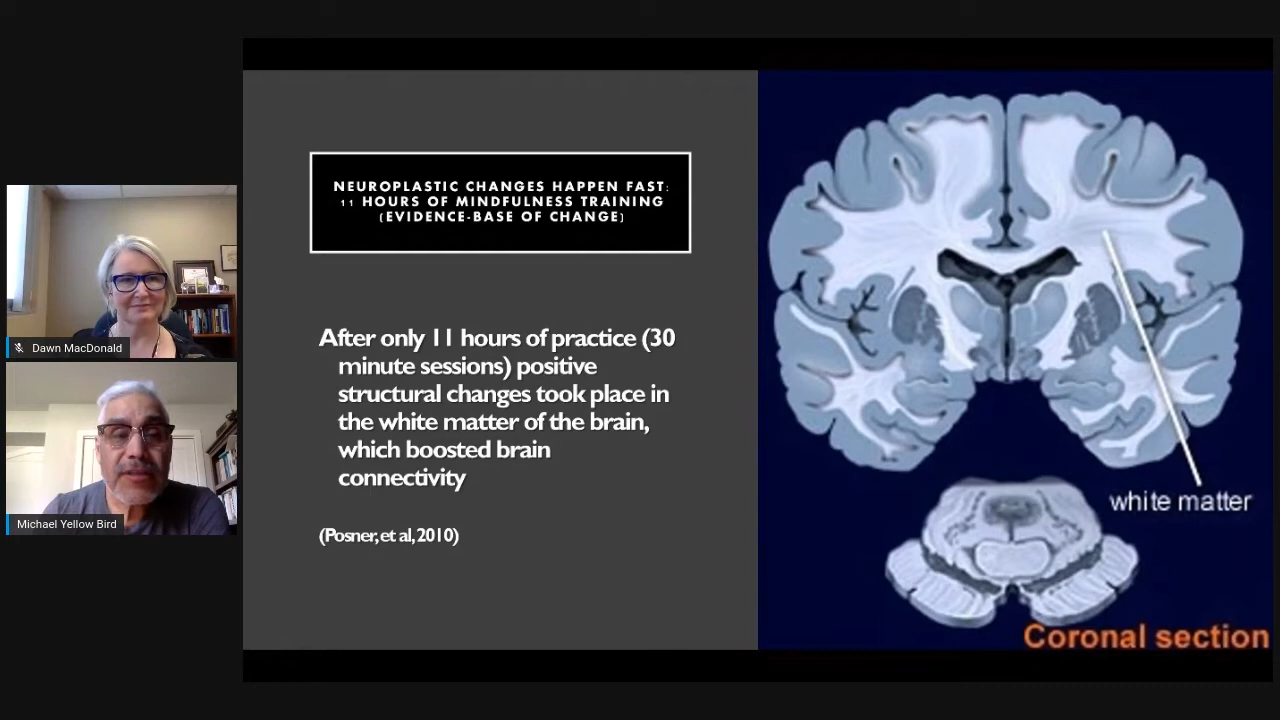 NEUROPLASTIC CHANGES HAPPEN FAST:
11 HOURS OF MINDFULNESS TRAINING
(EVIDENCE-BASE OF CHANGE)
After only 11 hours of practice (30
minute sessions) positive
structural changes took place in
the white matter of the brain,
which boosted brain
connectivity
(Posner, et al, 2010)
white matter
Coronal section
Dawn MacDonald
Michael Yellow Bird